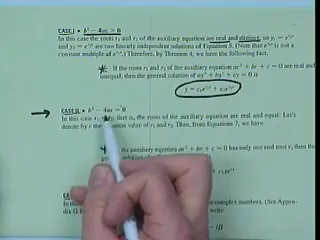 CASE I • b² − 4ac > 0
In this case the roots r₁ and r₂ of the auxiliary equation are real and distinct, so y₁ = e^{r₁x}
and y₂ = e^{r₂x} are two linearly independent solutions of Equation 5. (Note that e^{r₂x} is not a
constant multiple of e^{r₁x}.) Therefore, by Theorem 4, we have the following fact.
If the roots r₁ and r₂ of the auxiliary equation ar² + br + c = 0 are real and
unequal, then the general solution of ay″ + by′ + cy = 0 is
y = c₁e^{r₁x} + c₂e^{r₂x}
CASE II • b² − 4ac = 0
In this case r₁ = r₂; that is, the roots of the auxiliary equation are real and equal. Let's
denote by r the common value of r₁ and r₂. Then, from Equations 7, we have
auxiliary equation ar² + br + c = 0 has only one real root r, then the
solution of
complex numbers. (See Appen-
dix
write